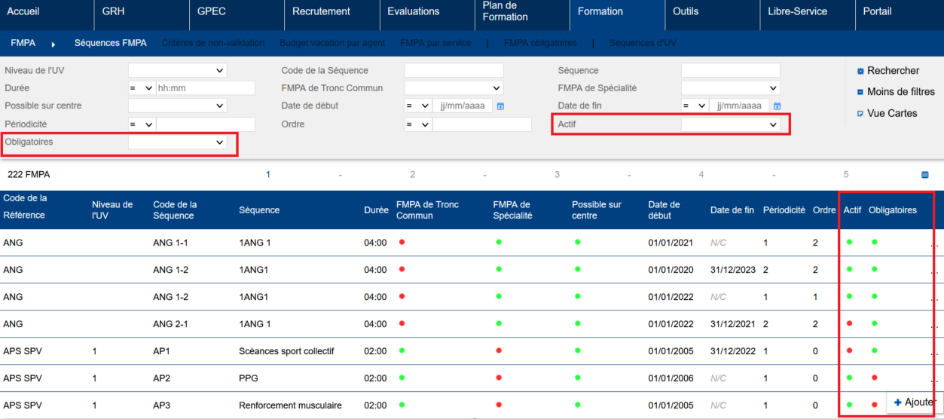 Accueil GRH GPEC Recrutement Evaluations Plan de Formation Formation Outils Libre-Service Portail
FMPA Séquences FMPA Critères de non-validation Budget vacation par agent FMPA par service | FMPA obligatoires | Séquences d'UV
Niveau de l'UV Code de la Séquence Séquence Rechercher
Durée = hh:mm FMPA de Tronc Commun FMPA de Spécialité Moins de filtres
Possible sur centre Date de début = jj/mm/aaaa Date de fin = jj/mm/aaaa Vue Cartes
Périodicité = Ordre = Actif
Obligatoires
222 FMPA 1 - 2 - 3 - 4 - 5
Code de la Référence Niveau de l'UV Code de la Séquence Séquence Durée FMPA de Tronc Commun FMPA de Spécialité Possible sur centre Date de début Date de fin Périodicité Ordre Actif Obligatoires
ANG ANG 1-1 1ANG 1 04:00 01/01/2021 N/C 1 2 ...
ANG ANG 1-2 1ANG1 04:00 01/01/2020 31/12/2023 2 2 ...
ANG ANG 1-2 1ANG1 04:00 01/01/2022 N/C 1 1 ...
ANG ANG 2-1 1ANG 1 04:00 01/01/2022 31/12/2021 2 2 ...
APS SPV 1 AP1 Scéances sport collectif 02:00 01/01/2005 31/12/2022 1 0 ...
APS SPV 1 AP2 PPG 02:00 01/01/2006 N/C 1 0
APS SPV 1 AP3 Renforcement musculaire 02:00 01/01/2005 N/C 1 0 + Ajouter